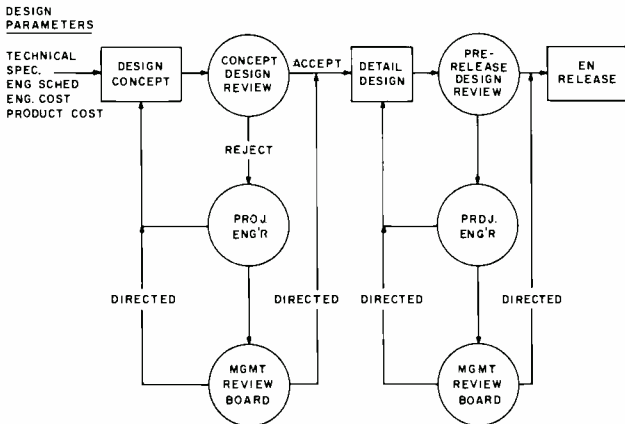 DESIGN
PARAMETERS
TECHNICAL
SPEC.
ENG SCHED
ENG. COST
PRODUCT COST
DESIGN
CONCEPT
CONCEPT
DESIGN
REVIEW
ACCEPT
DETAIL
DESIGN
PRE-
RELEASE
DESIGN
REVIEW
EN
RELEASE
REJECT
PROJ.
ENG'R
PROJ.
ENG'R
DIRECTED
DIRECTED
DIRECTED
DIRECTED
MGMT
REVIEW
BOARD
MGMT
REVIEW
BOARD